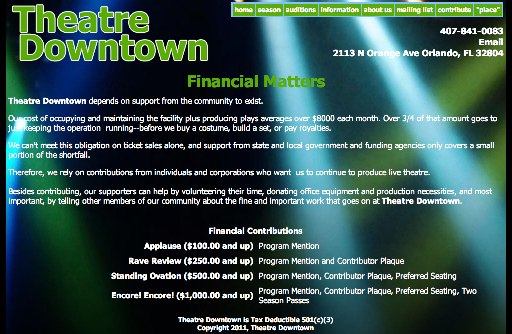 Theatre
Downtown
home season auditions information about us mailing list contribute "place"
407-841-0083
Email
2113 N Orange Ave Orlando, FL 32804
Financial Matters
Theatre Downtown depends on support from the community to exist.
Our cost of occupying and maintaining the facility plus producing plays averages over $8000 each month. Over 3/4 of that amount goes to
just keeping the operation running--before we buy a costume, build a set, or pay royalties.
We can't meet this obligation on ticket sales alone, and support from state and local government and funding agencies only covers a small
portion of the shortfall.
Therefore, we rely on contributions from individuals and corporations who want us to continue to produce live theatre.
Besides contributing, our supporters can help by volunteering their time, donating office equipment and production necessities, and most
important, by telling other members of our community about the fine and important work that goes on at Theatre Downtown.
Financial Contributions
Applause ($100.00 and up) Program Mention
Rave Review ($250.00 and up) Program Mention and Contributor Plaque
Standing Ovation ($500.00 and up) Program Mention, Contributor Plaque, Preferred Seating
Encore! Encore! ($1,000.00 and up) Program Mention, Contributor Plaque, Preferred Seating, Two
Season Passes
Theatre Downtown is Tax Deductible 501(c)(3)
Copyright 2011, Theatre Downtown